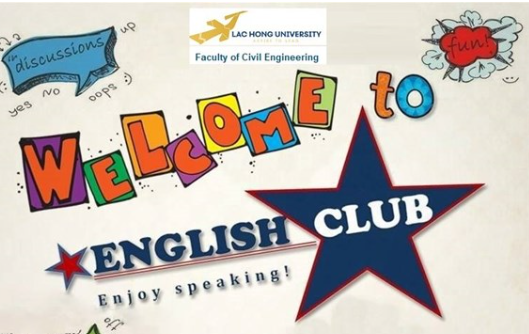 LAC HONG UNIVERSITY
Faculty of Civil Engineering
discussions
up
yes NO oops
fun!
WELCOME to
ENGLISH CLUB
Enjoy speaking!